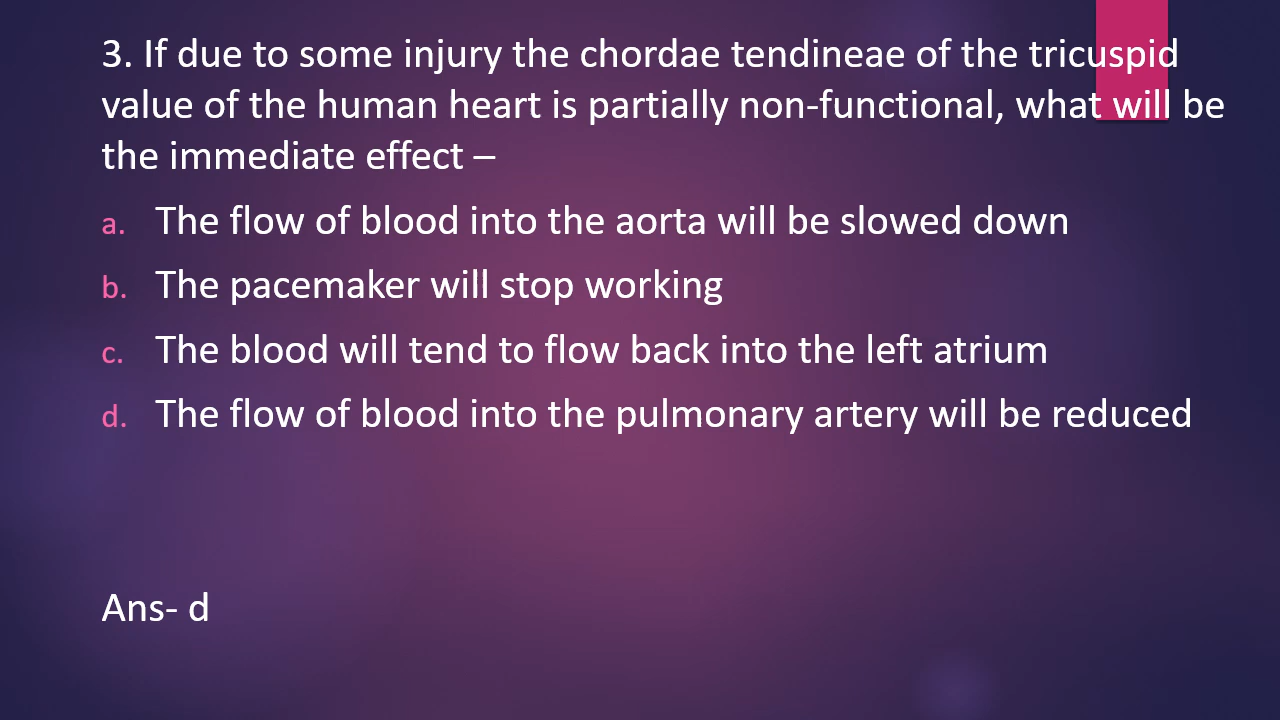 3. If due to some injury the chordae tendineae of the tricuspid
value of the human heart is partially non-functional, what will be
the immediate effect –
a. The flow of blood into the aorta will be slowed down
b. The pacemaker will stop working
c. The blood will tend to flow back into the left atrium
d. The flow of blood into the pulmonary artery will be reduced
Ans- d